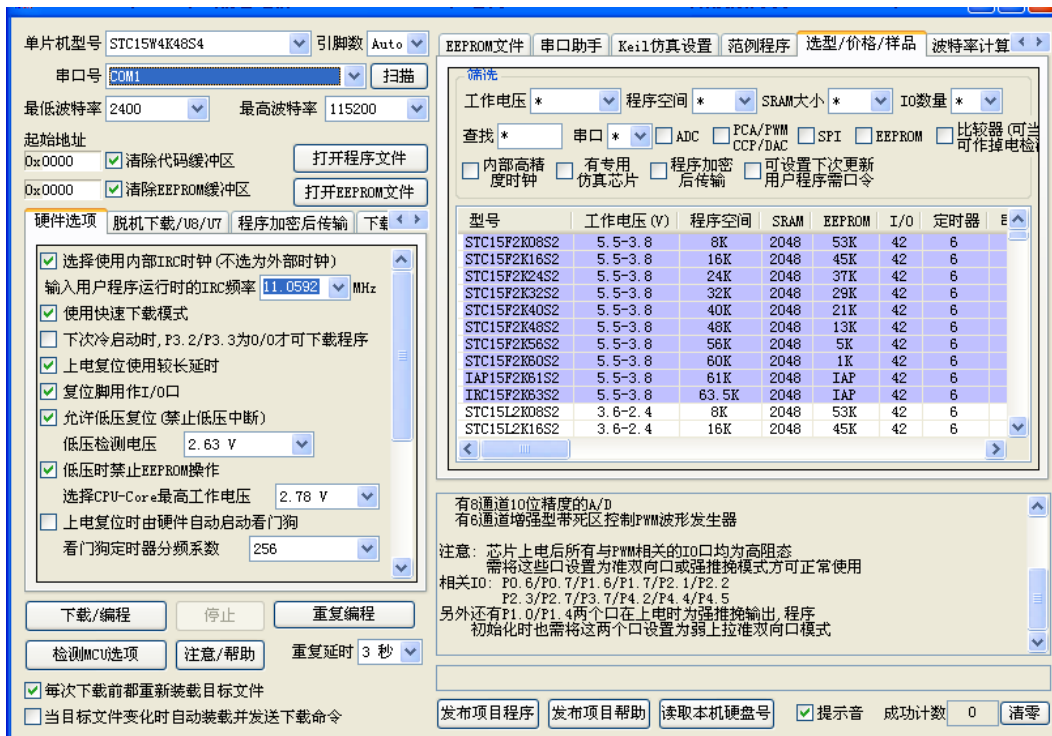 单片机型号 STC15W4K48S4 引脚数 Auto
串口号 COM1 扫描
最低波特率 2400 最高波特率 115200
起始地址
0x0000 清除代码缓冲区 打开程序文件
0x0000 清除EEPROM缓冲区 打开EEPROM文件
硬件选项 脱机下载/U8/U7 程序加密后传输
选择使用内部IRC时钟(不选为外部时钟)
输入用户程序运行时的IRC频率 11.0592 MHz
使用快速下载模式
下次冷启动时,P3.2/P3.3为0/0才可下载程序
上电复位使用较长延时
复位脚用作I/O口
允许低压复位(禁止低压中断)
低压检测电压 2.63 V
低压时禁止EEPROM操作
选择CPU-Core最高工作电压 2.78 V
上电复位时由硬件自动启动看门狗
看门狗定时器分频系数 256
下载/编程 停止 重复编程
检测MCU选项 注意/帮助 重复延时 3 秒
每次下载前都重新装载目标文件
当目标文件变化时自动装载并发送下载命令
EEPROM文件 串口助手 Keil仿真设置 范例程序 选型/价格/样品 波特率计算
筛选
工作电压 * 程序空间 * SRAM大小 * IO数量 *
查找 * 串口 * ADC PCA/PWM CCP/DAC SPI EEPROM 比较器(可当 可作掉电检
内部高精度时钟 有专用仿真芯片 程序加密后传输 可设置下次更新用户程序需口令
型号 工作电压(V) 程序空间 SRAM EEPROM I/O 定时器
STC15F2K08S2 5.5-3.8 8K 2048 53K 42 6
STC15F2K16S2 5.5-3.8 16K 2048 45K 42 6
STC15F2K24S2 5.5-3.8 24K 2048 37K 42 6
STC15F2K32S2 5.5-3.8 32K 2048 29K 42 6
STC15F2K40S2 5.5-3.8 40K 2048 21K 42 6
STC15F2K48S2 5.5-3.8 48K 2048 13K 42 6
STC15F2K56S2 5.5-3.8 56K 2048 5K 42 6
STC15F2K60S2 5.5-3.8 60K 2048 1K 42 6
IAP15F2K61S2 5.5-3.8 61K 2048 IAP 42 6
IRC15F2K63S2 5.5-3.8 63.5K 2048 IAP 42 6
STC15L2K08S2 3.6-2.4 8K 2048 53K 42 6
STC15L2K16S2 3.6-2.4 16K 2048 45K 42 6
有8通道10位精度的A/D
有6通道增强型带死区控制PWM波形发生器
注意: 芯片上电后所有与PWM相关的IO口均为高阻态
需将这些口设置为准双向口或强推挽模式方可正常使用
相关IO: P0.6/P0.7/P1.6/P1.7/P2.1/P2.2
P2.3/P2.7/P3.7/P4.2/P4.4/P4.5
另外还有P1.0/P1.4两个口在上电时为强推挽输出,程序
初始化时也需将这两个口设置为弱上拉准双向口模式
发布项目程序 发布项目帮助 读取本机硬盘号 提示音 成功计数 0 清零